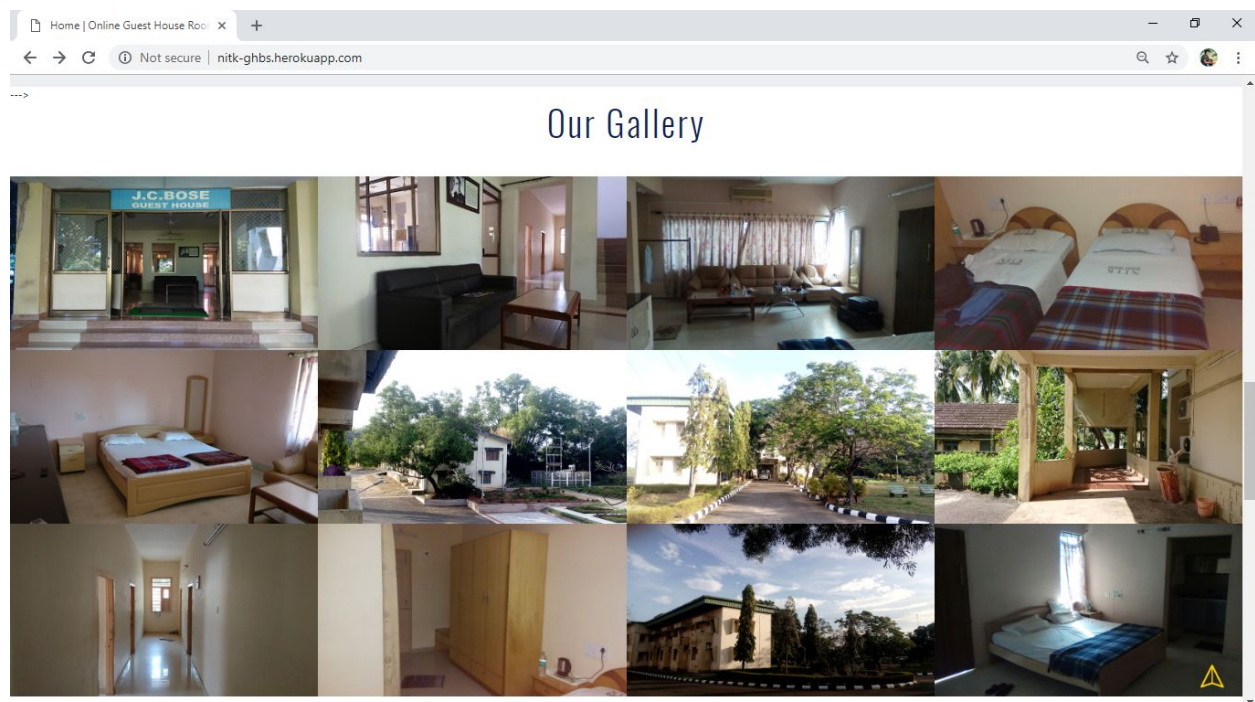 Home | Online Guest House Roo
Not secure | nitk-ghbs.herokuapp.com
--->
Our Gallery
J.C.BOSE
GUEST HOUSE